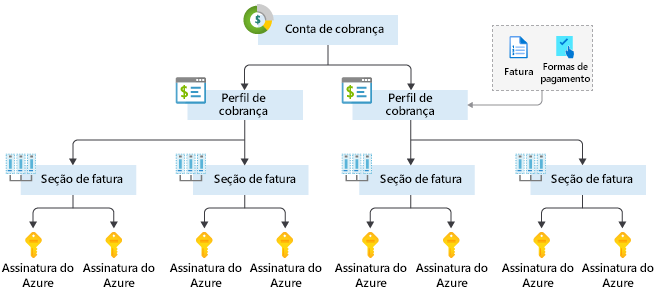 Conta de cobrança
Fatura
Formas de
pagamento
Perfil de
cobrança
Perfil de
cobrança
Seção de fatura
Seção de fatura
Seção de fatura
Seção de fatura
Assinatura do
Azure
Assinatura do
Azure
Assinatura do
Azure
Assinatura do
Azure
Assinatura do
Azure
Assinatura do
Azure
Assinatura do
Azure
Assinatura do
Azure